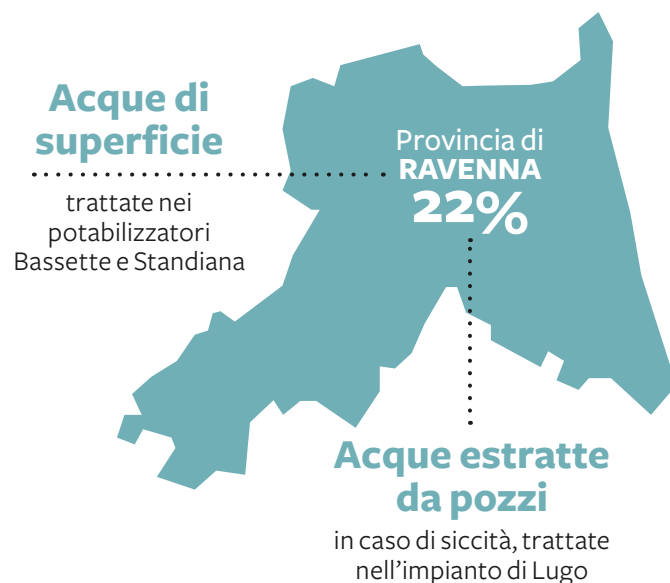 Acque di
superficie
trattate nei
potabilizzatori
Bassette e Standiana
Provincia di
RAVENNA
22%
Acque estratte
da pozzi
in caso di siccità, trattate
nell'impianto di Lugo